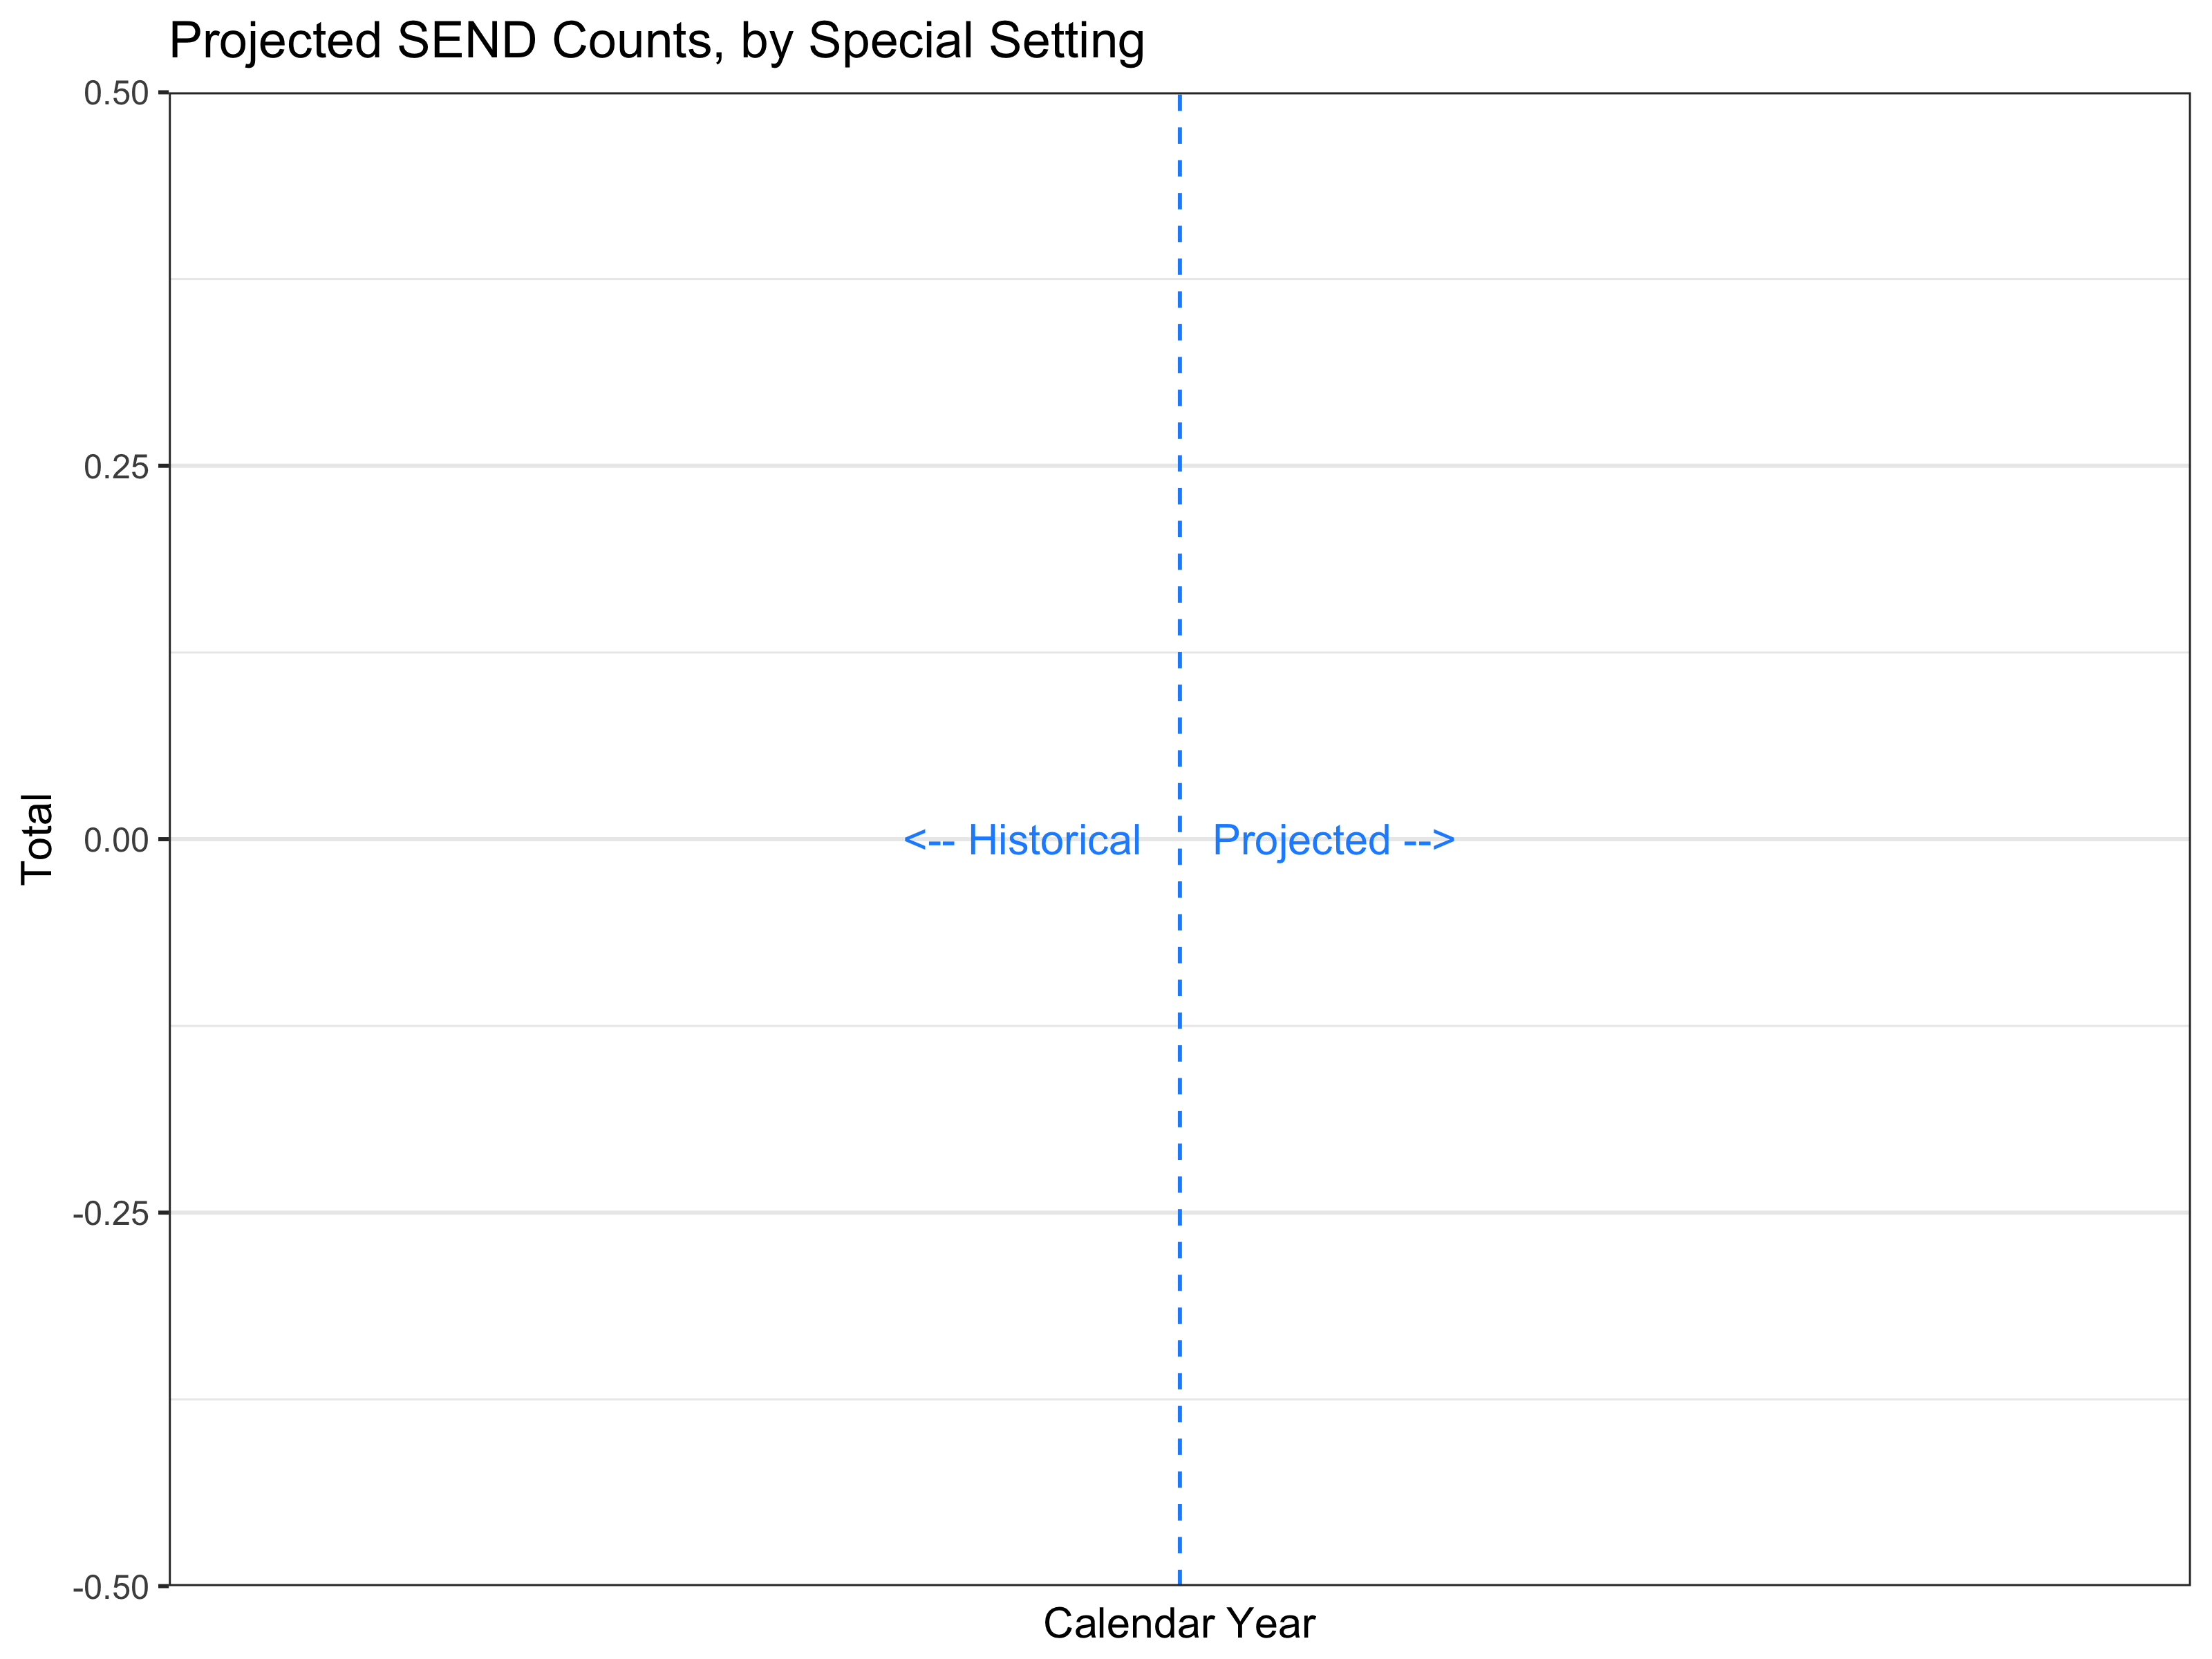 Projected SEND Counts, by Special Setting
0.50
0.25
Total
0.00
<-- Historical
Projected -->
-0.25
-0.50
Calendar Year